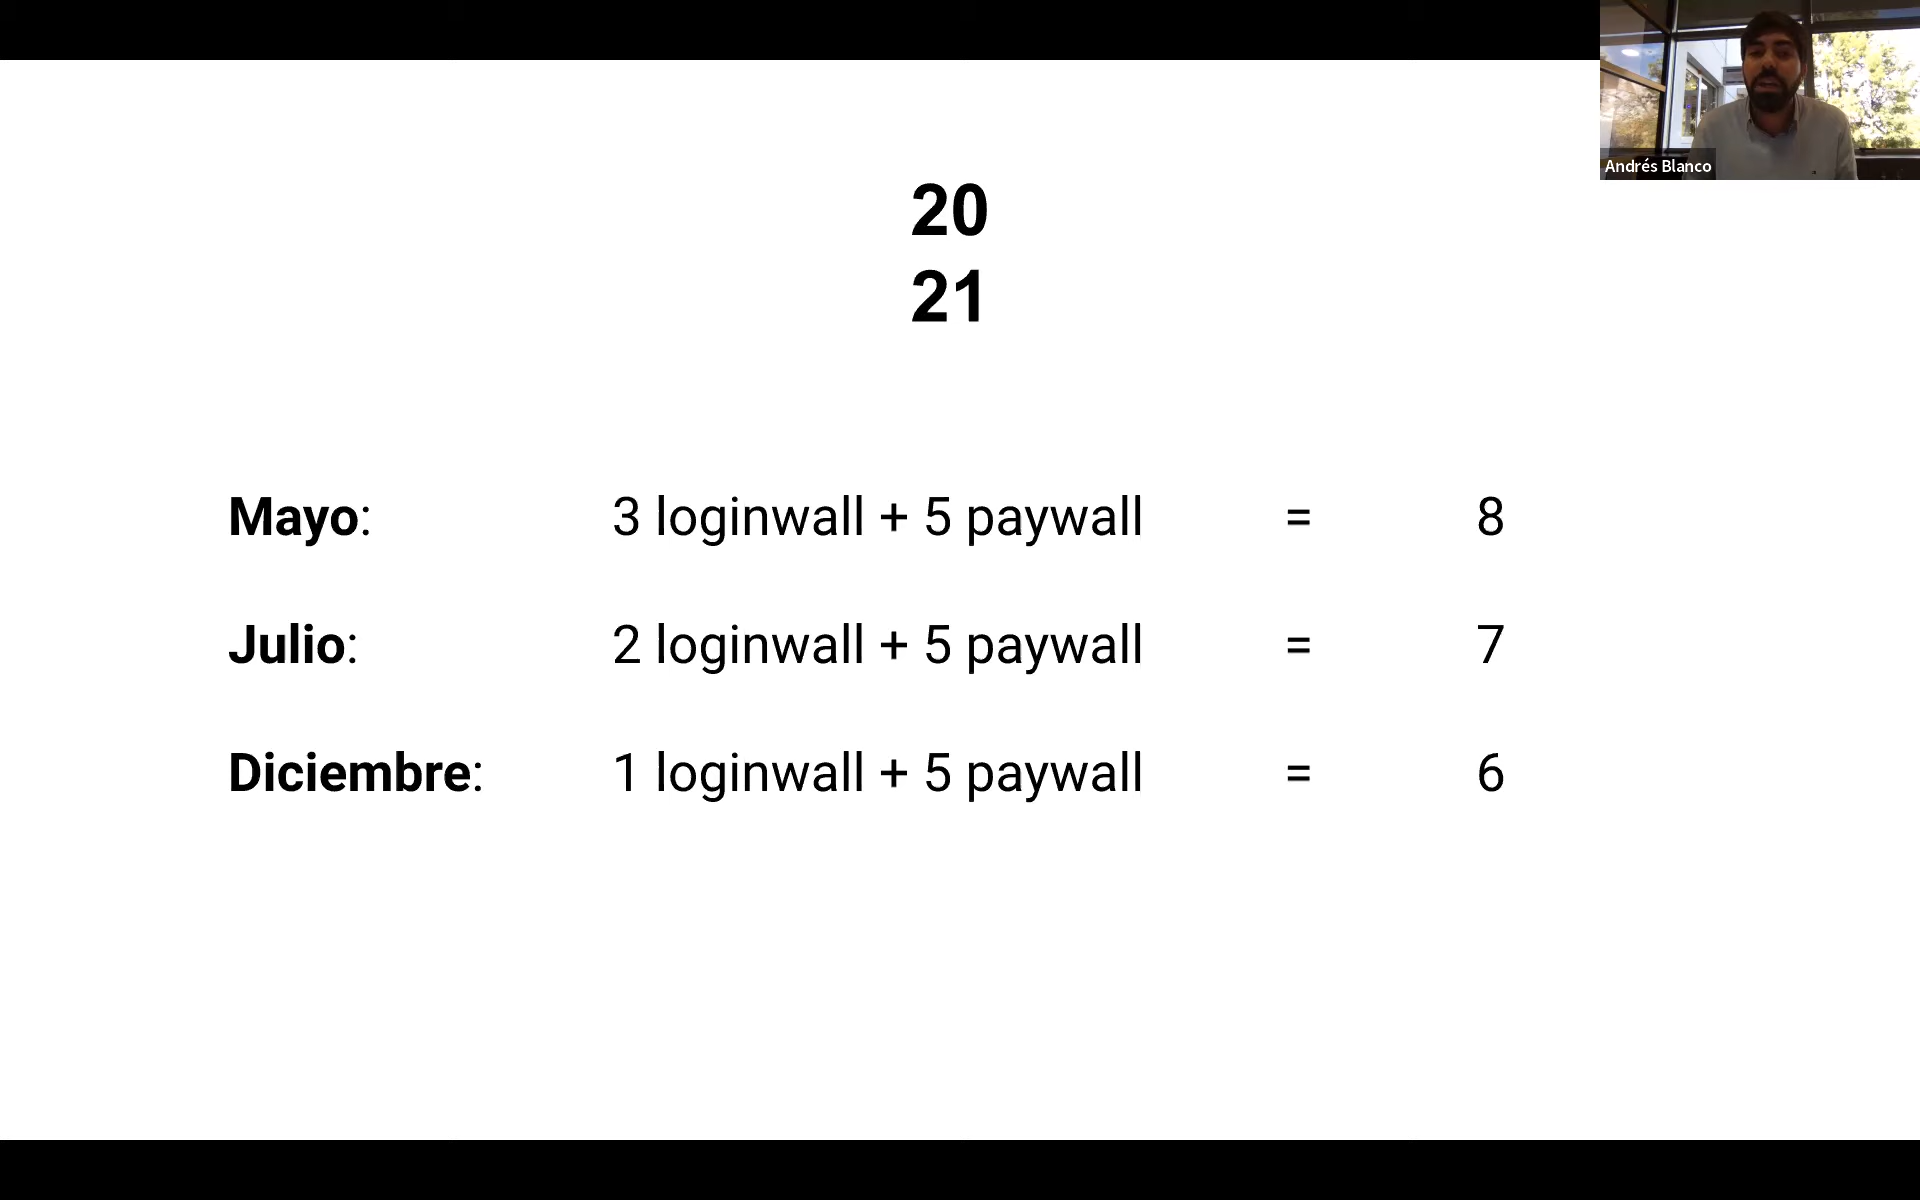 Andrés Blanco
20
21
Mayo: 3 loginwall + 5 paywall = 8
Julio: 2 loginwall + 5 paywall = 7
Diciembre: 1 loginwall + 5 paywall = 6